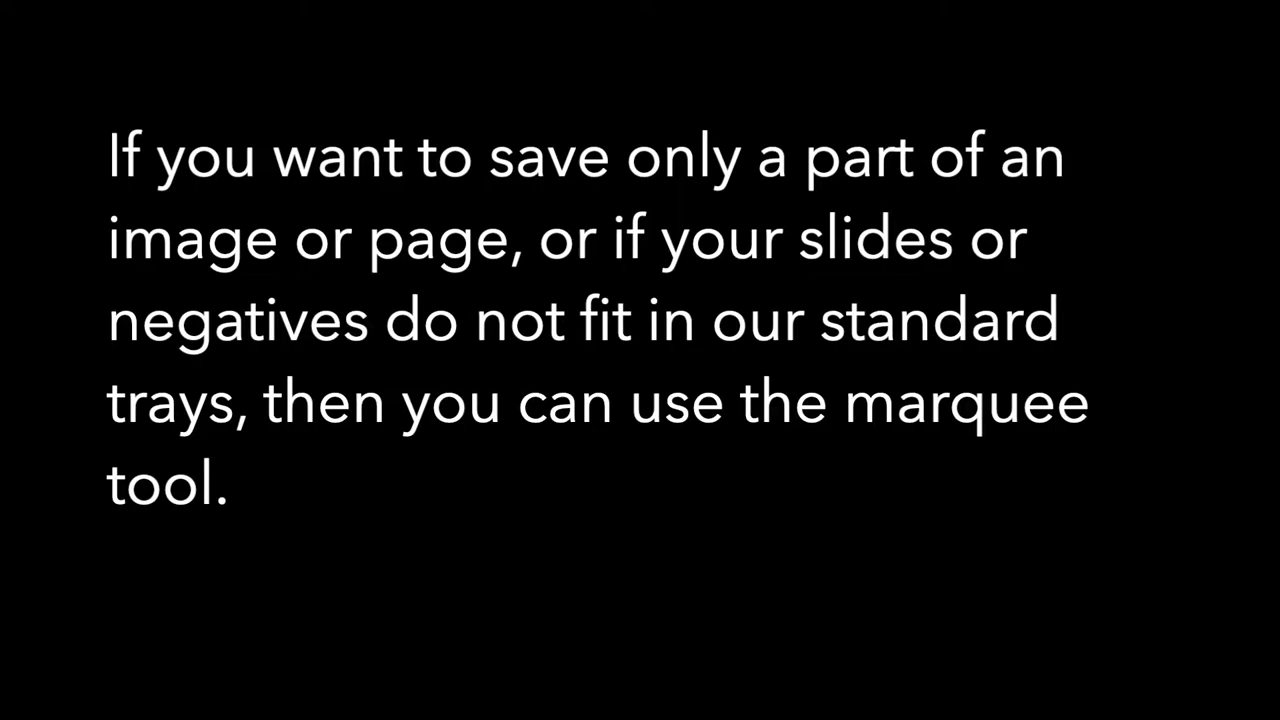 If you want to save only a part of an
image or page, or if your slides or
negatives do not fit in our standard
trays, then you can use the marquee
tool.